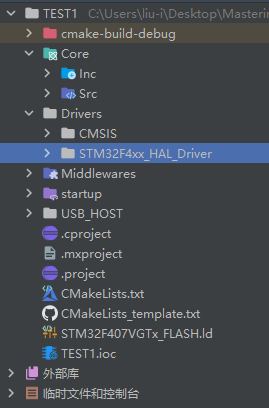 TEST1 C:\Users\liu-i\Desktop\Masterin
cmake-build-debug
Core
Inc
Src
Drivers
CMSIS
STM32F4xx_HAL_Driver
Middlewares
startup
USB_HOST
.cproject
.mxproject
.project
CMakeLists.txt
CMakeLists_template.txt
STM32F407VGTx_FLASH.ld
TEST1.ioc
外部库
临时文件和控制台